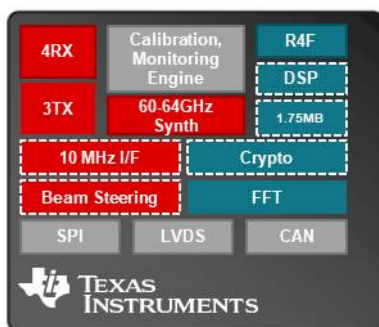 4RX
Calibration,
Monitoring
Engine
R4F
DSP
3TX
60-64GHz
Synth
1.75MB
10 MHz I/F
Crypto
Beam Steering
FFT
SPI
LVDS
CAN
TEXAS
INSTRUMENTS